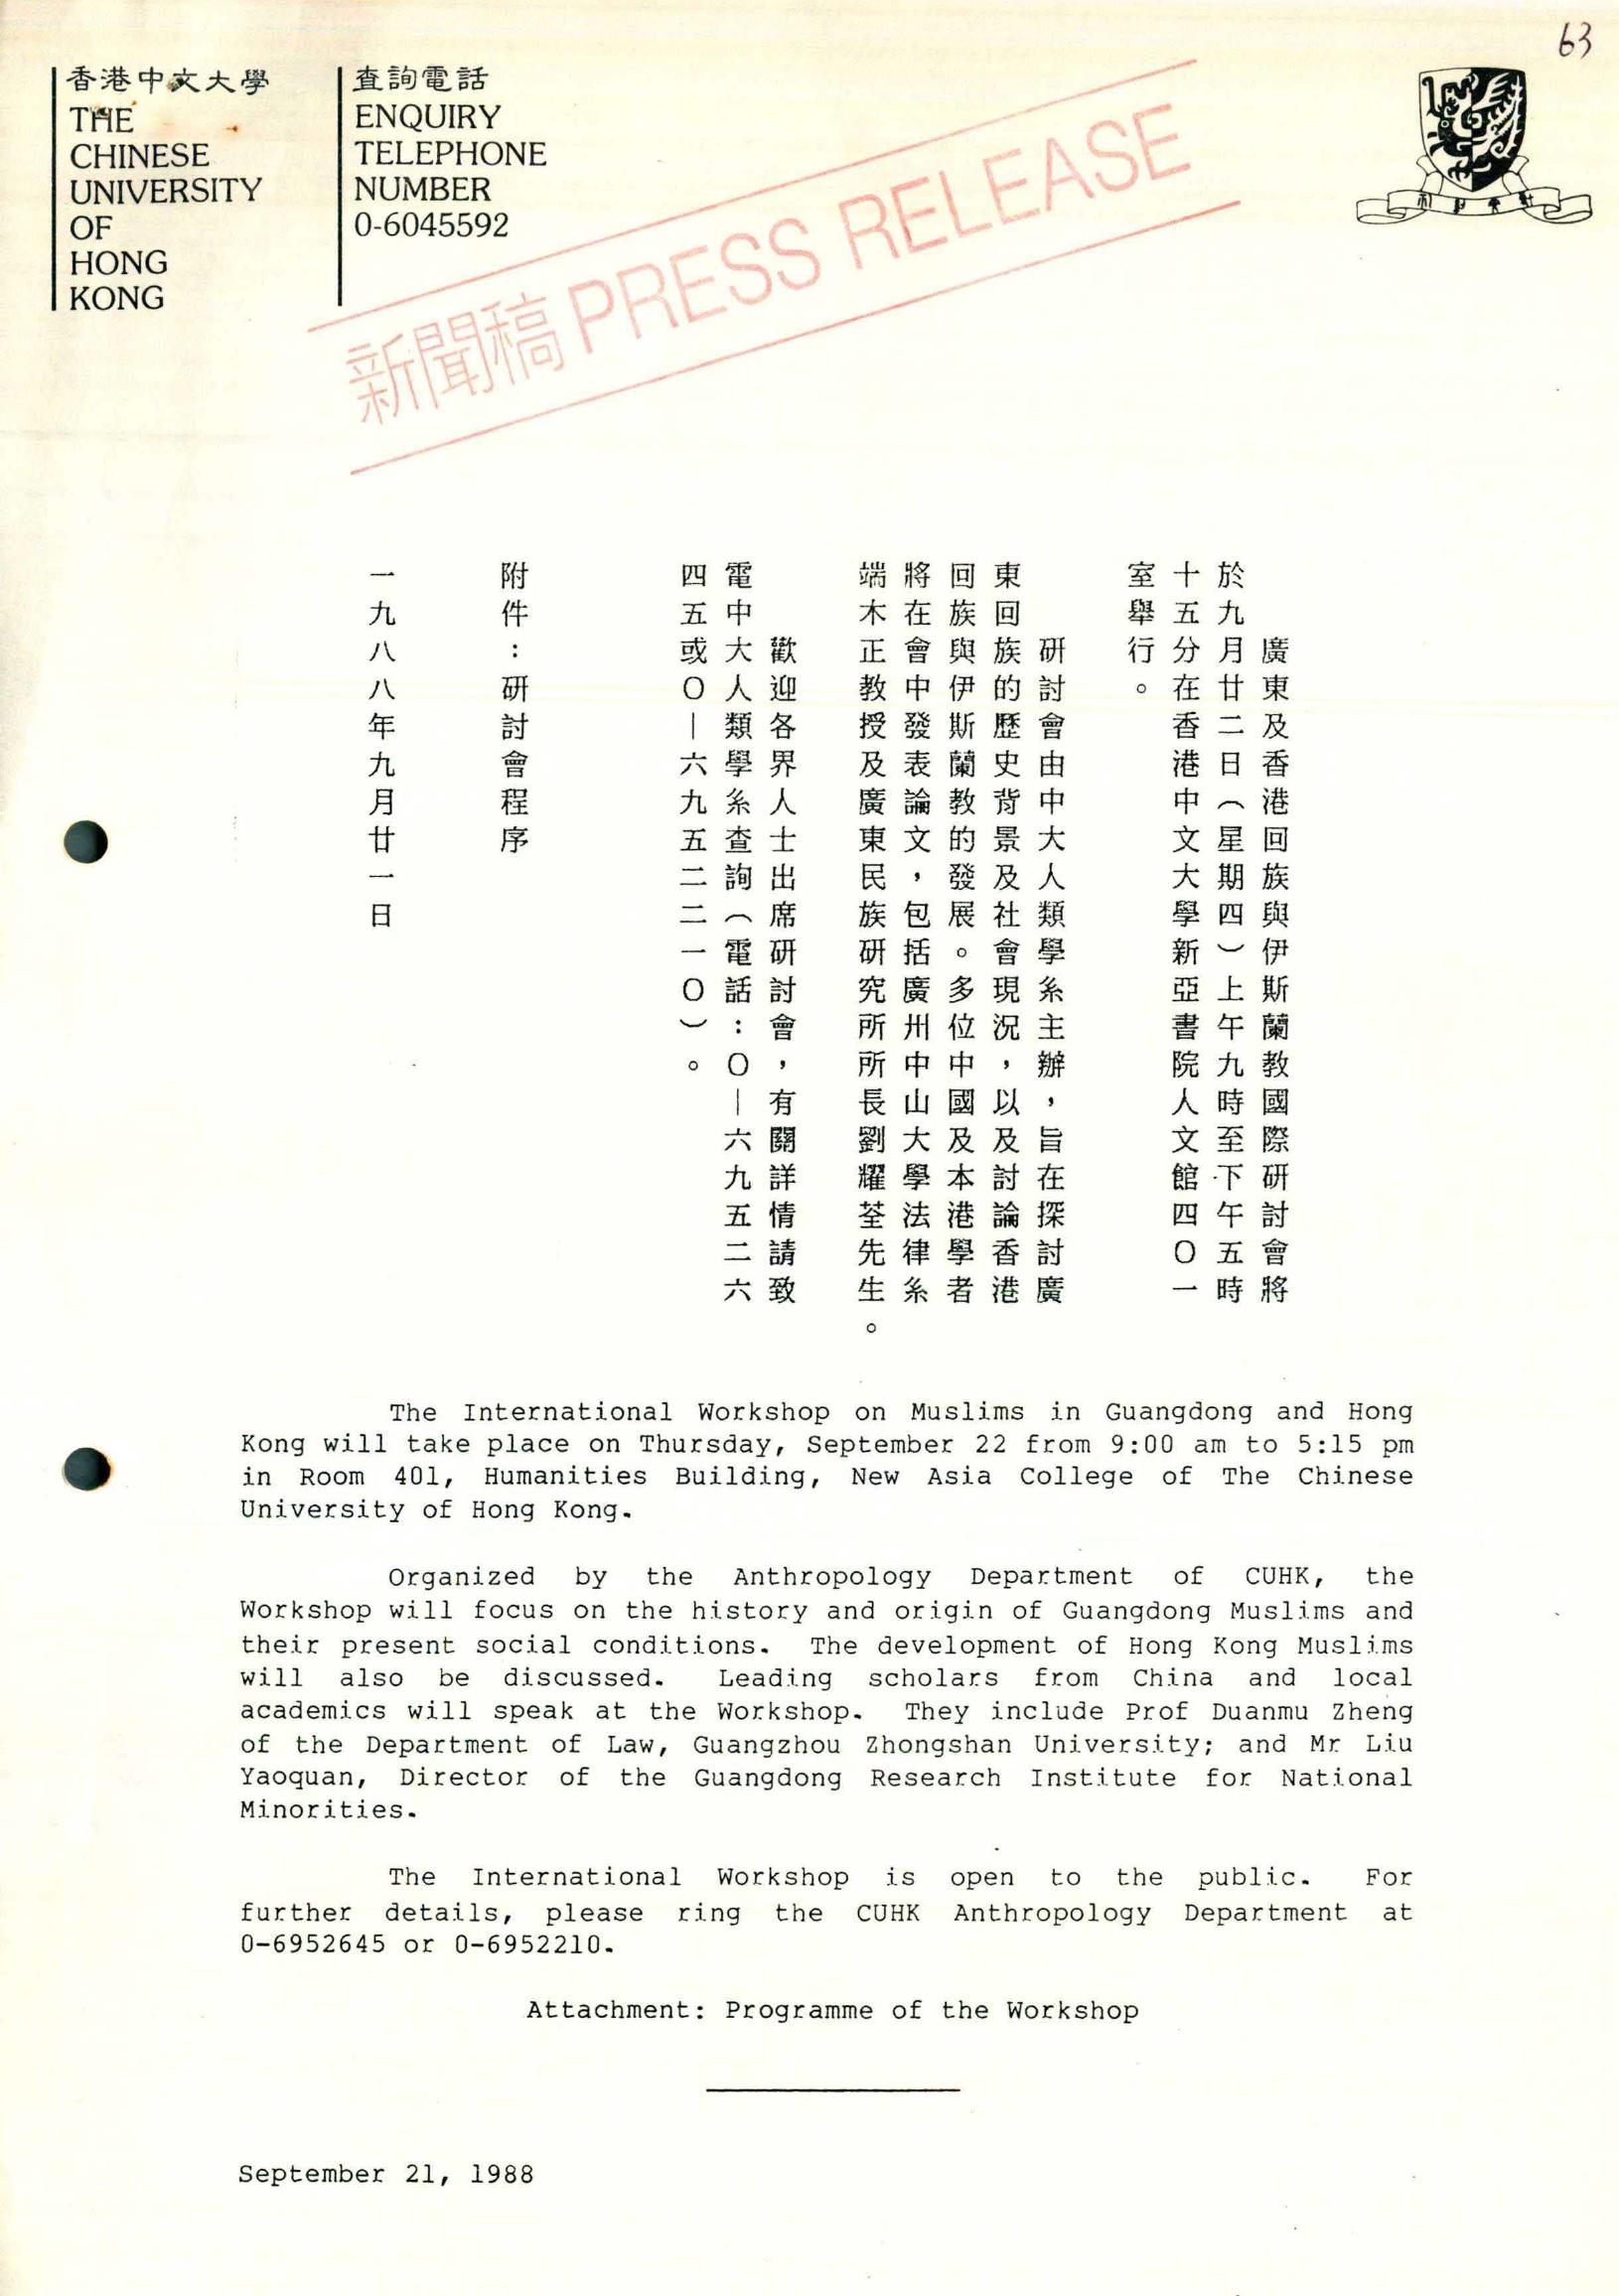 63
香港中文大學
THE
CHINESE
UNIVERSITY
OF
HONG
KONG
查詢電話
ENQUIRY
TELEPHONE
NUMBER
0-6045592
新聞稿 PRESS RELEASE
廣東及香港回族與伊斯蘭教國際研討會將
於九月廿二日（星期四）上午九時至下午五時
十五分在香港中文大學新亞書院人文館四〇一
室舉行。
研討會由中大人類學系主辦，旨在探討廣
東回族的歷史背景及社會現況，以及討論香港
回族與伊斯蘭教的發展。多位中國及本港學者
將在會中發表論文，包括廣州中山大學法律系
端木正教授及廣東民族研究所所長劉耀荃先生。
歡迎各界人士出席研討會，有關詳情請致
電中大人類學系查詢（電話：〇—六九五二六
四五或〇—六九五二二一〇）。
附件：研討會程序
一九八八年九月廿一日
The International Workshop on Muslims in Guangdong and Hong
Kong will take place on Thursday, September 22 from 9:00 am to 5:15 pm
in Room 401, Humanities Building, New Asia College of The Chinese
University of Hong Kong.
Organized by the Anthropology Department of CUHK, the
Workshop will focus on the history and origin of Guangdong Muslims and
their present social conditions. The development of Hong Kong Muslims
will also be discussed. Leading scholars from China and local
academics will speak at the Workshop. They include Prof Duanmu Zheng
of the Department of Law, Guangzhou Zhongshan University; and Mr Liu
Yaoquan, Director of the Guangdong Research Institute for National
Minorities.
The International Workshop is open to the public. For
further details, please ring the CUHK Anthropology Department at
0-6952645 or 0-6952210.
Attachment: Programme of the Workshop
September 21, 1988